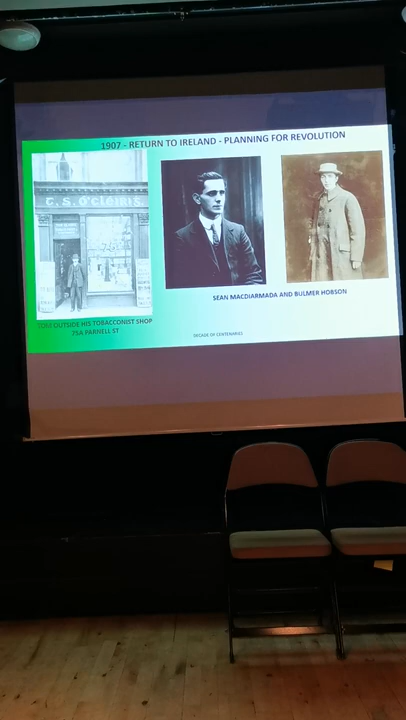 1907 - RETURN TO IRELAND - PLANNING FOR REVOLUTION
T. S. O'Cléirig
TOM OUTSIDE HIS TOBACCONIST SHOP
75A PARNELL ST
SEAN MACDIARMADA AND BULMER HOBSON
DECADE OF CENTENARIES